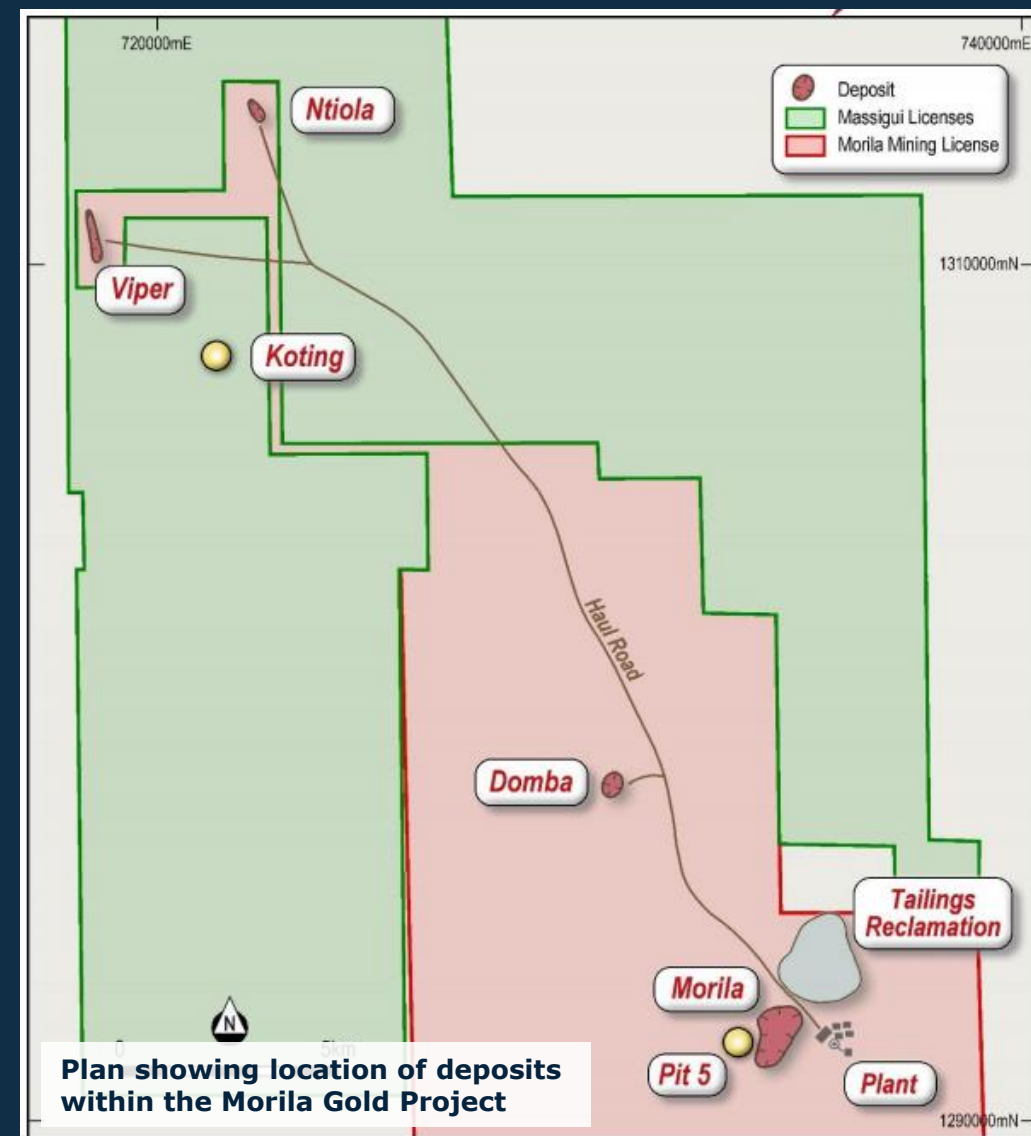 720000mE
740000mE
Deposit
Massigui Licenses
Morila Mining License
Ntiola
1310000mN
Viper
Koting
Haul Road
Domba
Tailings
Reclamation
Morila
N
0
5km
Pit 5
Plant
Plan showing location of deposits
within the Morila Gold Project
1290000mN